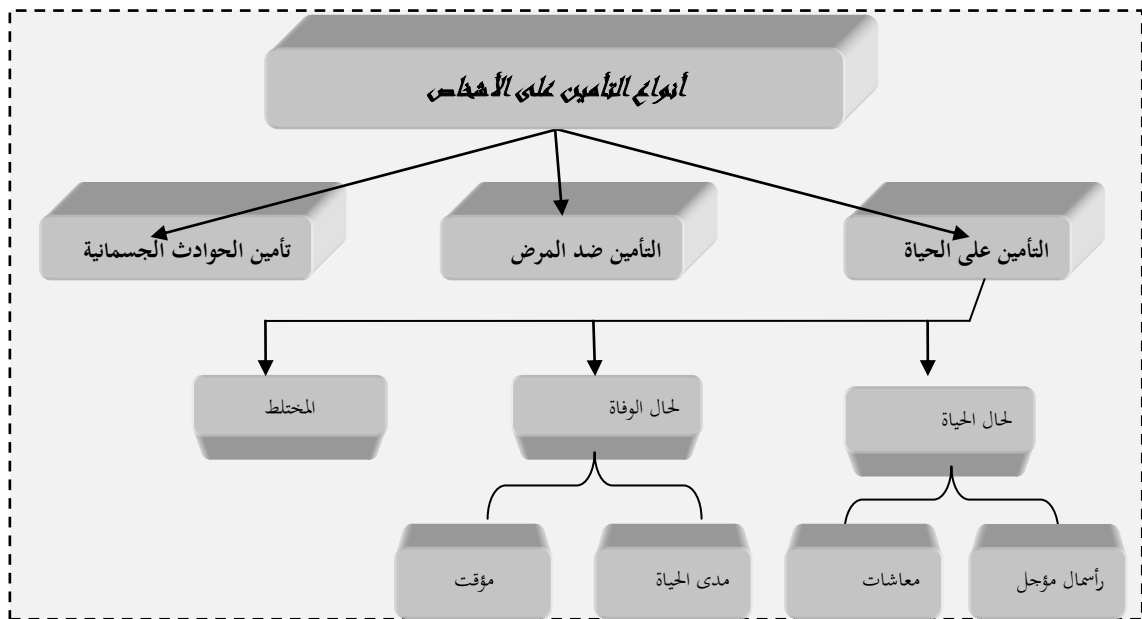 أنواع التأمين على الأشخاص
التأمين على الحياة
التأمين ضد المرض
تأمين الحوادث الجسمانية
لحال الحياة
لحال الوفاة
المختلط
رأسمال مؤجل
معاشات
مدى الحياة
مؤقت